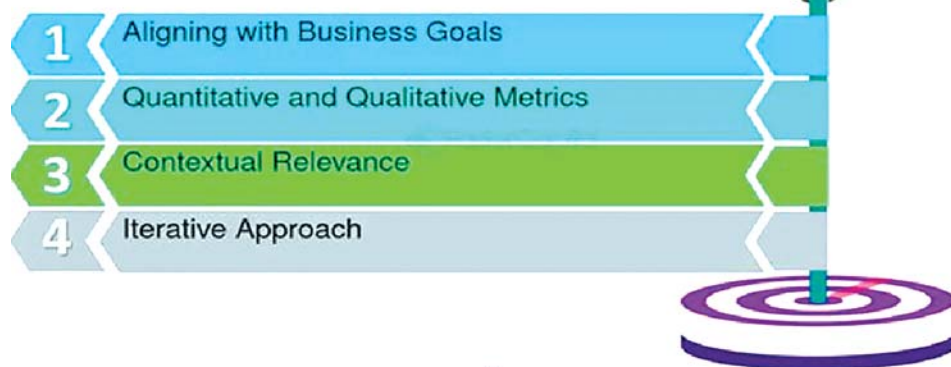 1 Aligning with Business Goals
2 Quantitative and Qualitative Metrics
3 Contextual Relevance
4 Iterative Approach